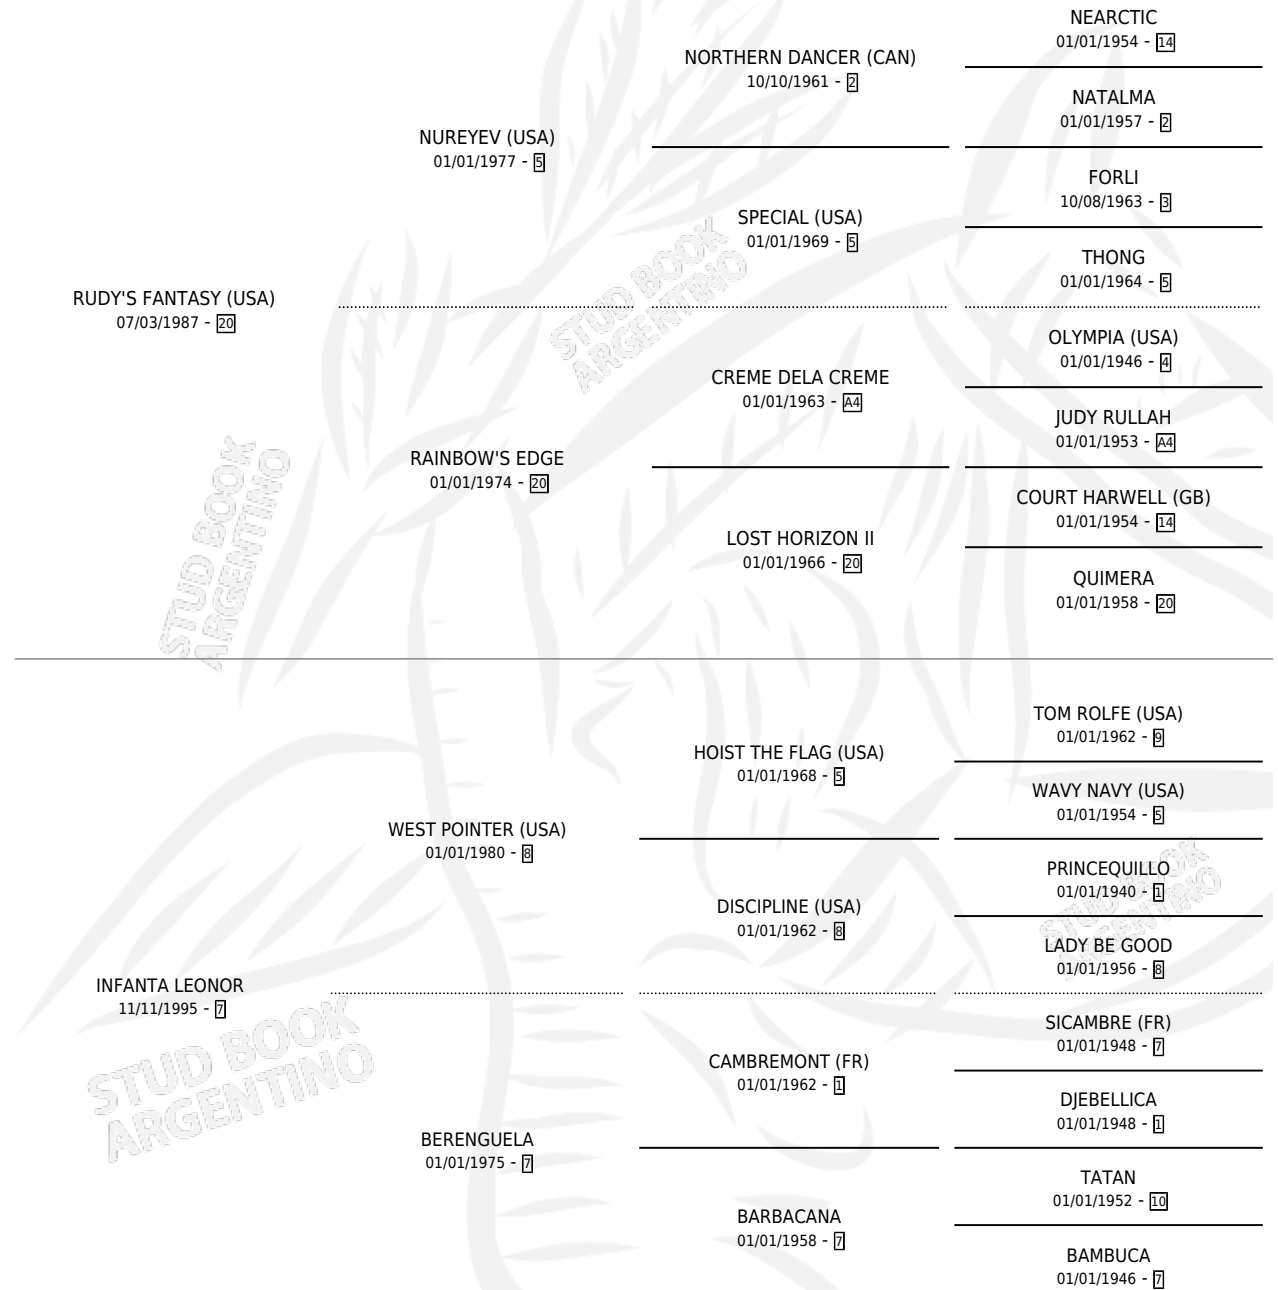 NEARCTIC
01/01/1954 - 14
NORTHERN DANCER (CAN)
10/10/1961 - 2
NATALMA
01/01/1957 - 2
NUREYEV (USA)
01/01/1977 - 5
FORLI
10/08/1963 - 3
SPECIAL (USA)
01/01/1969 - 5
THONG
01/01/1964 - 5
RUDY'S FANTASY (USA)
07/03/1987 - 20
STUD BOOK
ARGENTINO
OLYMPIA (USA)
01/01/1946 - 4
CREME DELA CREME
01/01/1963 - A4
JUDY RULLAH
01/01/1953 - A4
RAINBOW'S EDGE
01/01/1974 - 20
COURT HARWELL (GB)
01/01/1954 - 14
LOST HORIZON II
01/01/1966 - 20
QUIMERA
01/01/1958 - 20
STUD BOOK
ARGENTINO
TOM ROLFE (USA)
01/01/1962 - 9
HOIST THE FLAG (USA)
01/01/1968 - 5
WAVY NAVY (USA)
01/01/1954 - 5
WEST POINTER (USA)
01/01/1980 - 8
PRINCEQUILLO
01/01/1940 - 1
DISCIPLINE (USA)
01/01/1962 - 8
STUD BOOK
ARGENTINO
LADY BE GOOD
01/01/1956 - 8
INFANTA LEONOR
11/11/1995 - 7
STUD BOOK
ARGENTINO
SICAMBRE (FR)
01/01/1948 - 7
CAMBREMONT (FR)
01/01/1962 - 1
DJEBELLICA
01/01/1948 - 1
BERENGUELA
01/01/1975 - 7
TATAN
01/01/1952 - 10
BARBACANA
01/01/1958 - 7
BAMBUCA
01/01/1946 - 7